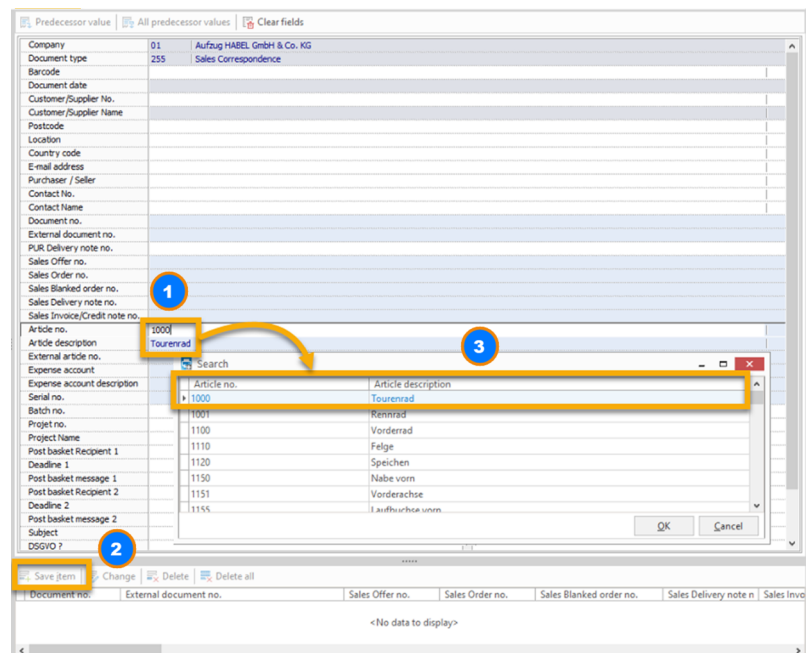 Predecessor value All predecessor values Clear fields
Company 01 Aufzug HABEL GmbH & Co. KG
Document type 255 Sales Correspondence
Barcode
Document date
Customer/Supplier No.
Customer/Supplier Name
Postcode
Location
Country code
E-mail address
Purchaser / Seller
Contact No.
Contact Name
Document no.
External document no.
PUR Delivery note no.
Sales Offer no.
Sales Order no.
Sales Blanked order no.
1
Sales Delivery note no.
Sales Invoice/Credit note no.
Article no. 1000
Article description Tourenrad
3
External article no.
Expense account
Expense account description
Serial no.
Batch no.
Projet no.
Project Name
Post basket Recipient 1
Deadline 1
Post basket message 1
Post basket Recipient 2
Deadline 2
Post basket message 2
Subject
DSGVO ?
Search
Article no. Article description
1000 Tourenrad
1001 Rennrad
1100 Vorderrad
1110 Felge
1120 Speichen
1150 Nabe vorn
1151 Vorderachse
1155 Laufbuchse vorn
OK Cancel
2
Save item Change Delete Delete all
Document no. External document no. Sales Offer no. Sales Order no. Sales Blanked order no. Sales Delivery note n Sales Invo
<No data to display>